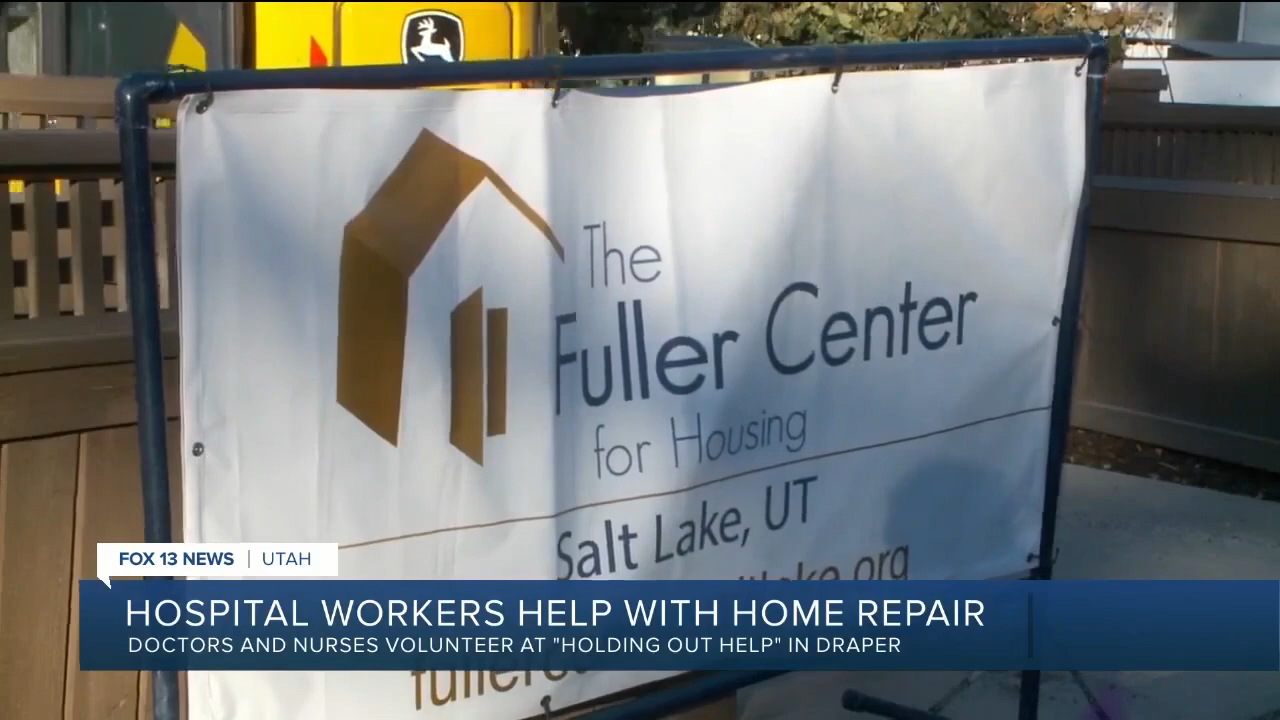 The
Fuller Center
for Housing
Salt Lake, UT
FOX 13 NEWS | UTAH
HOSPITAL WORKERS HELP WITH HOME REPAIR
DOCTORS AND NURSES VOLUNTEER AT "HOLDING OUT HELP" IN DRAPER